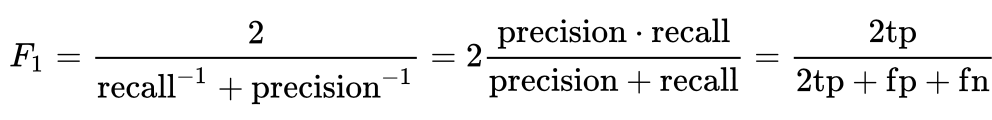 F₁ = 2 / (recall⁻¹ + precision⁻¹) = 2 (precision · recall) / (precision + recall) = 2tp / (2tp + fp + fn)